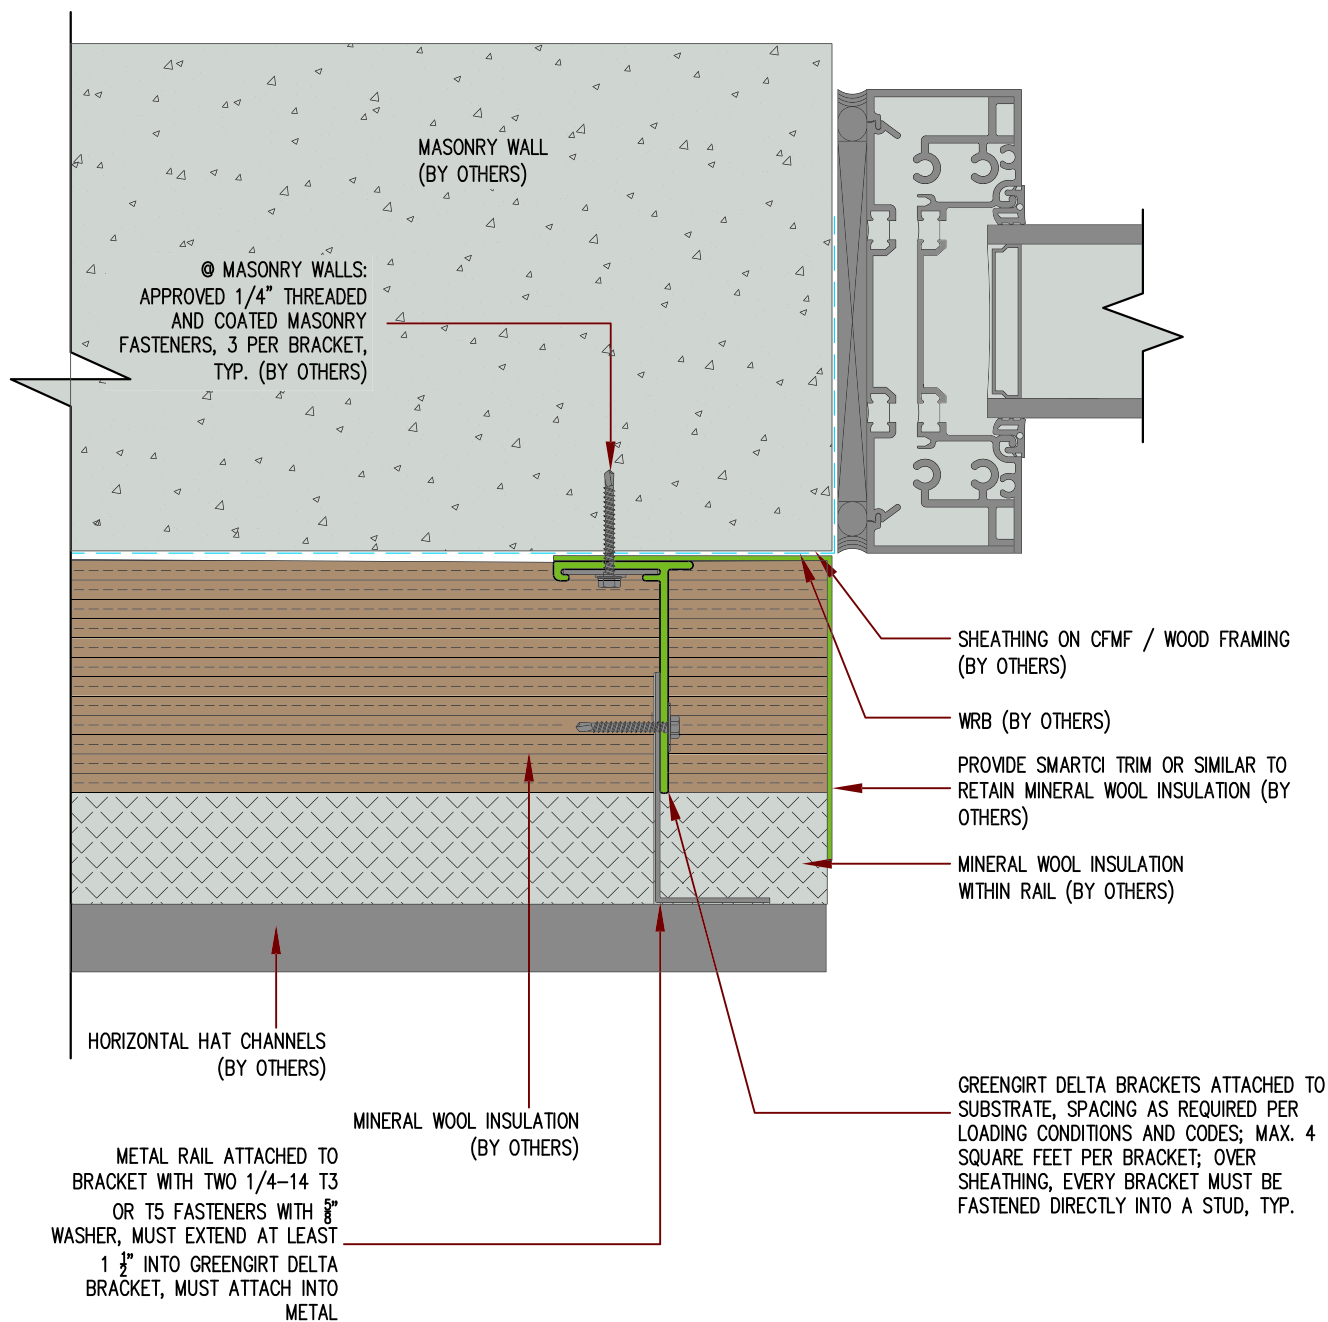 MASONRY WALL
(BY OTHERS)
@ MASONRY WALLS:
APPROVED 1/4" THREADED
AND COATED MASONRY
FASTENERS, 3 PER BRACKET,
TYP. (BY OTHERS)
SHEATHING ON CFMF / WOOD FRAMING
(BY OTHERS)
WRB (BY OTHERS)
PROVIDE SMARTCI TRIM OR SIMILAR TO
RETAIN MINERAL WOOL INSULATION (BY
OTHERS)
MINERAL WOOL INSULATION
WITHIN RAIL (BY OTHERS)
HORIZONTAL HAT CHANNELS
(BY OTHERS)
MINERAL WOOL INSULATION
(BY OTHERS)
METAL RAIL ATTACHED TO
BRACKET WITH TWO 1/4-14 T3
OR T5 FASTENERS WITH 5/8"
WASHER, MUST EXTEND AT LEAST
1 1/2" INTO GREENGIRT DELTA
BRACKET, MUST ATTACH INTO
METAL
GREENGIRT DELTA BRACKETS ATTACHED TO
SUBSTRATE, SPACING AS REQUIRED PER
LOADING CONDITIONS AND CODES; MAX. 4
SQUARE FEET PER BRACKET; OVER
SHEATHING, EVERY BRACKET MUST BE
FASTENED DIRECTLY INTO A STUD, TYP.